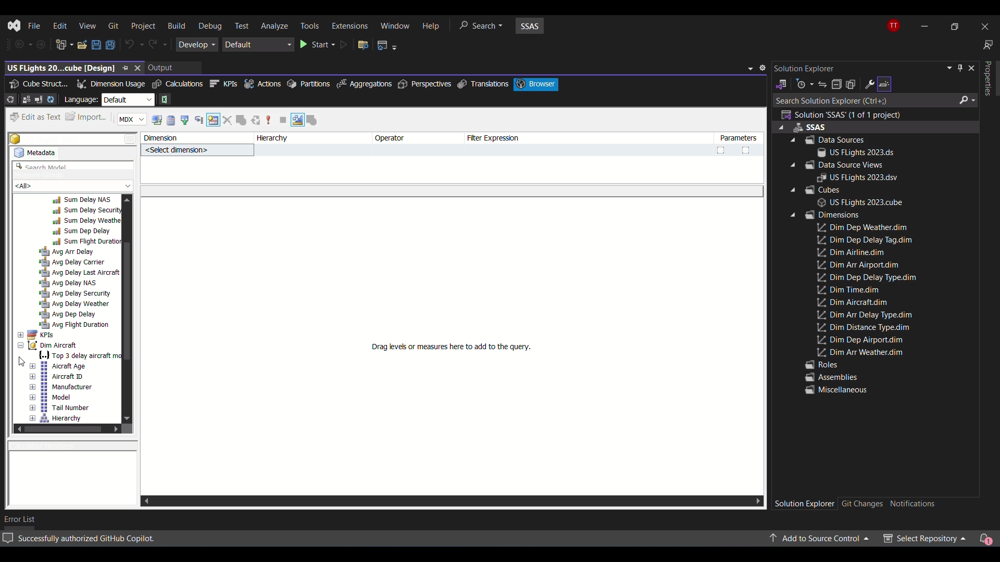 File Edit View Git Project Build Debug Test Analyze Tools Extensions Window Help Search SSAS TT
Develop Default Start
US FLights 20...cube [Design] Output
Cube Struct... Dimension Usage Calculations KPIs Actions Partitions Aggregations Perspectives Translations Browser
Language: Default
Edit as Text Import... MDX
Metadata
Search Model
Measure Group:
<All>
Sum Delay NAS
Sum Delay Security
Sum Delay Weathe
Sum Dep Delay
Sum Flight Duration
Avg Arr Delay
Avg Delay Carrier
Avg Delay Last Aircraft
Avg Delay NAS
Avg Delay Sercurity
Avg Delay Weather
Avg Dep Delay
Avg Flight Duration
KPIs
Dim Aircraft
Top 3 delay aircraft mo
Aicraft Age
Aircraft ID
Manufacturer
Model
Tail Number
Hierarchy
Calculated Members
Dimension Hierarchy Operator Filter Expression Parameters
<Select dimension>
Drag levels or measures here to add to the query.
Solution Explorer
Search Solution Explorer (Ctrl+;)
Solution 'SSAS' (1 of 1 project)
SSAS
Data Sources
US FLights 2023.ds
Data Source Views
US FLights 2023.dsv
Cubes
US FLights 2023.cube
Dimensions
Dim Dep Weather.dim
Dim Dep Delay Tag.dim
Dim Airline.dim
Dim Arr Airport.dim
Dim Dep Delay Type.dim
Dim Time.dim
Dim Aircraft.dim
Dim Arr Delay Type.dim
Dim Distance Type.dim
Dim Dep Airport.dim
Dim Arr Weather.dim
Roles
Assemblies
Miscellaneous
Solution Explorer Git Changes Notifications
Properties
Error List
Successfully authorized GitHub Copilot.
Add to Source Control Select Repository 1